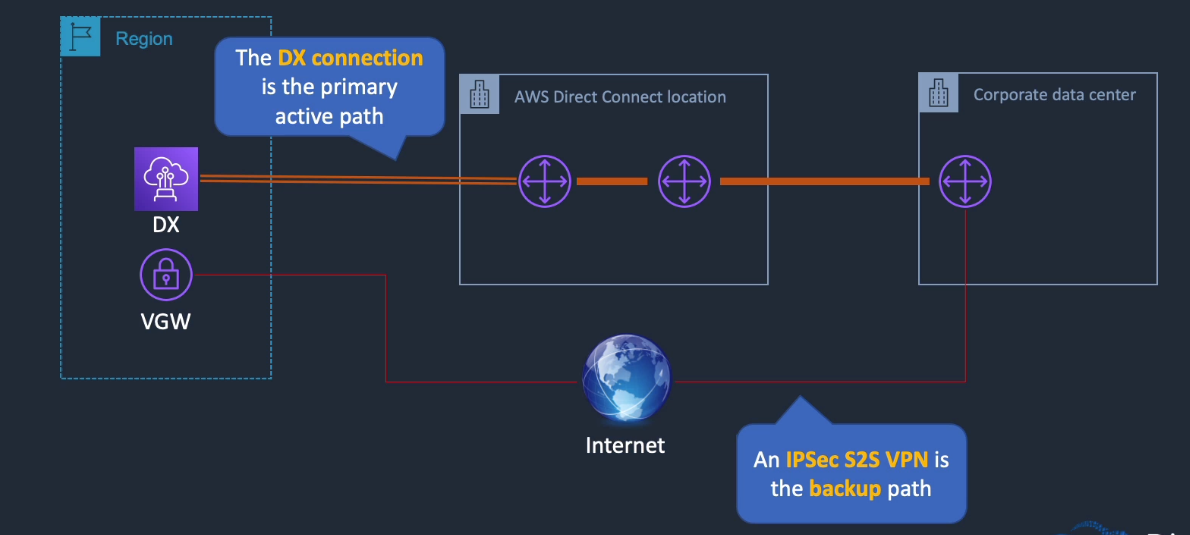 Region
The DX connection
is the primary
active path
AWS Direct Connect location
Corporate data center
DX
VGW
Internet
An IPSec S2S VPN is
the backup path